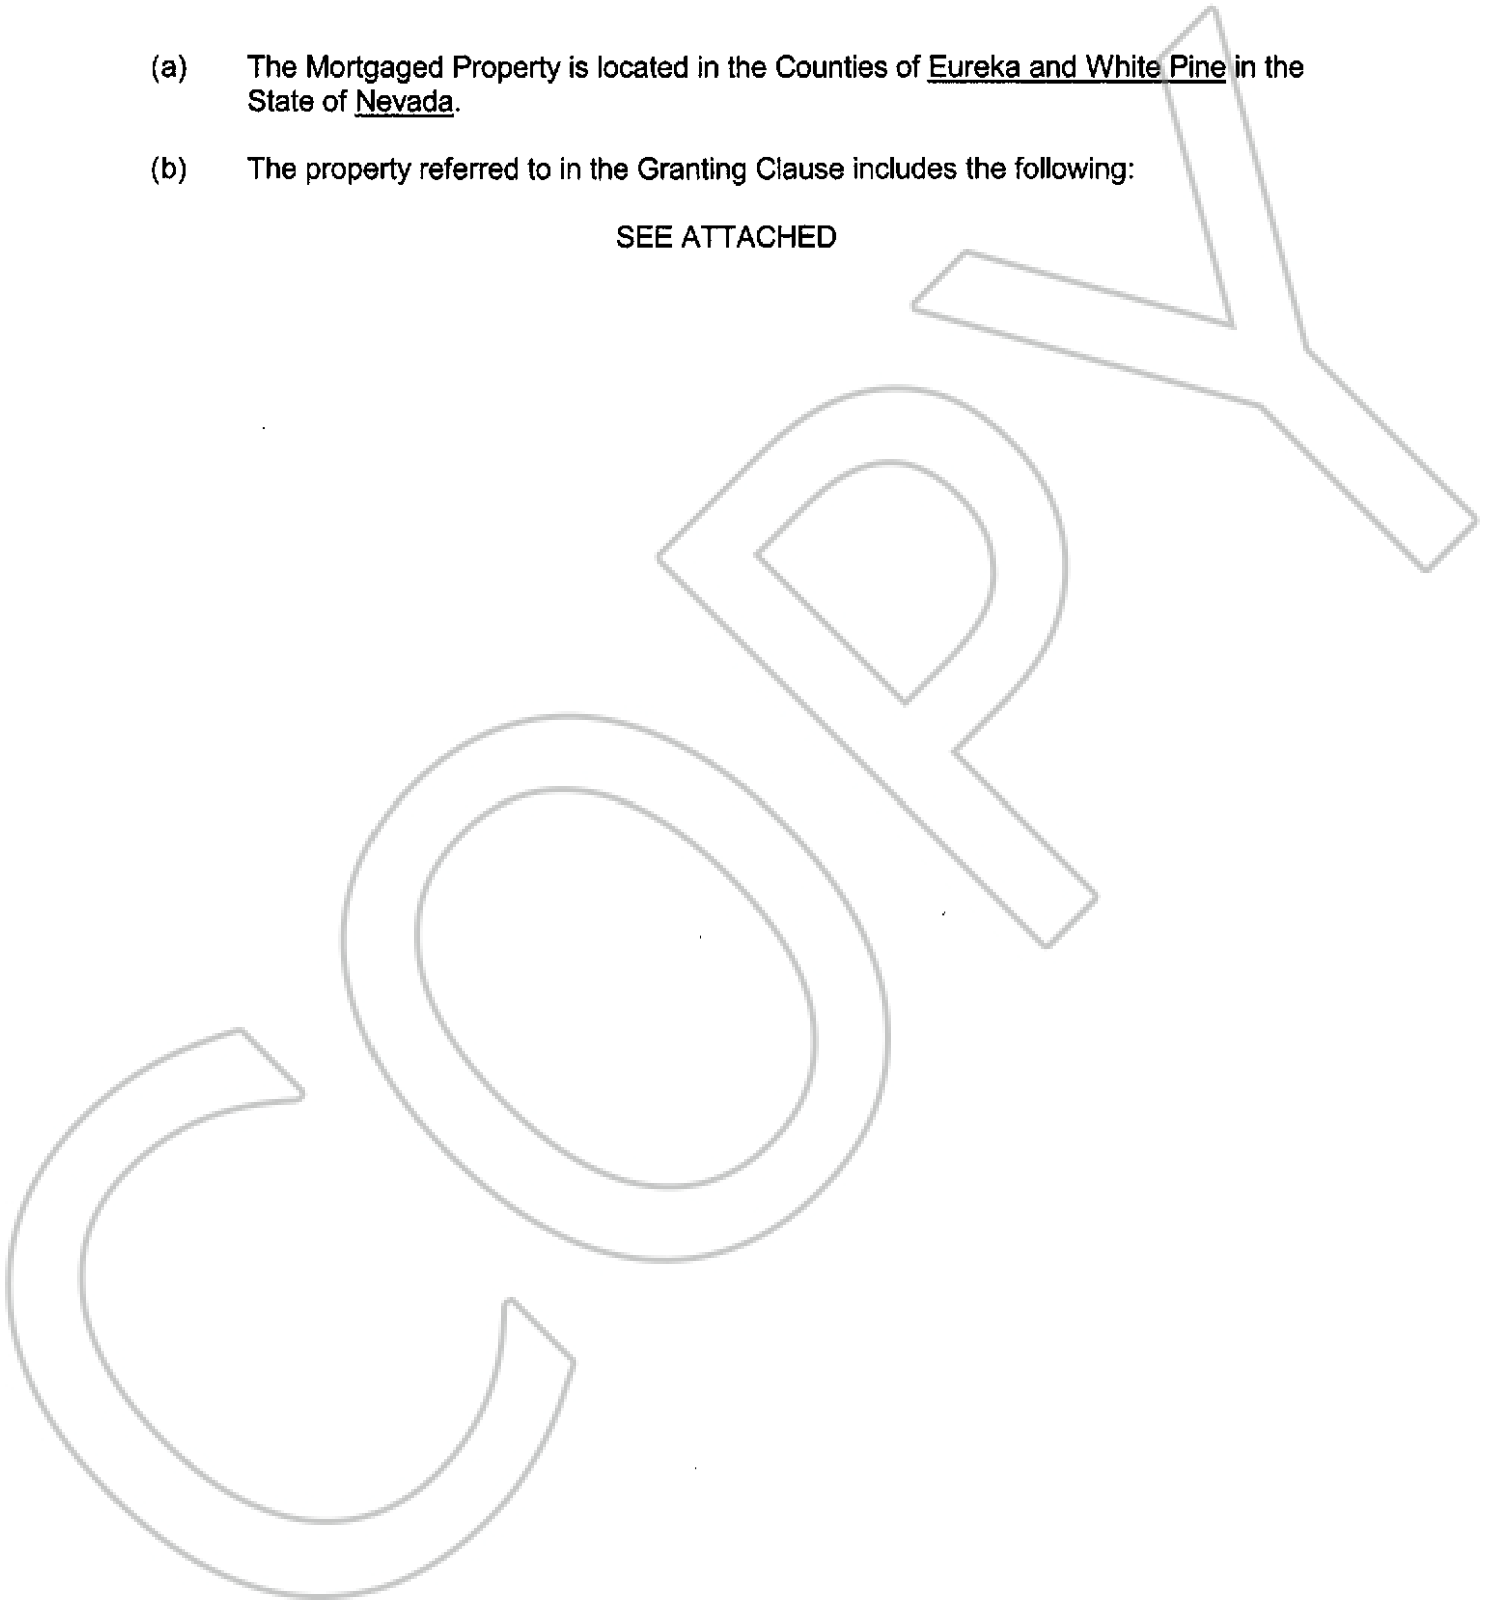 (a) The Mortgaged Property is located in the Counties of Eureka and White Pine in the
State of Nevada.
(b) The property referred to in the Granting Clause includes the following:
SEE ATTACHED
COPY